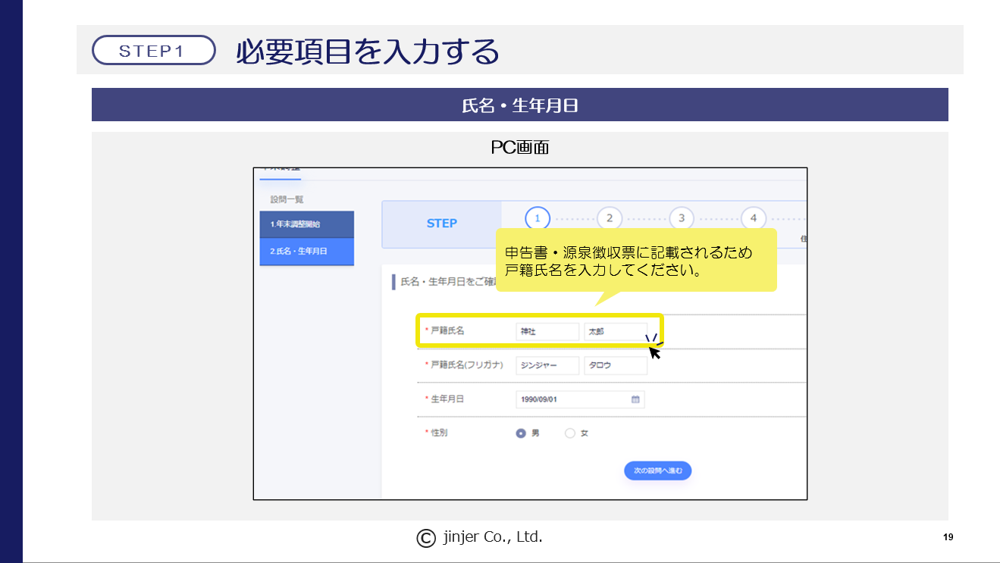 STEP1
必要項目を入力する
氏名・生年月日
PC画面
設問一覧
1.年末調整開始
2.氏名・生年月日
STEP
1
2
3
4
申告書・源泉徴収票に記載されるため
戸籍氏名を入力してください。
氏名・生年月日をご確
*戸籍氏名
神社
太郎
*戸籍氏名(フリガナ)
ジンジャー
タロウ
*生年月日
1990/09/01
*性別
男
女
次の設問へ進む
© jinjer Co., Ltd.
19